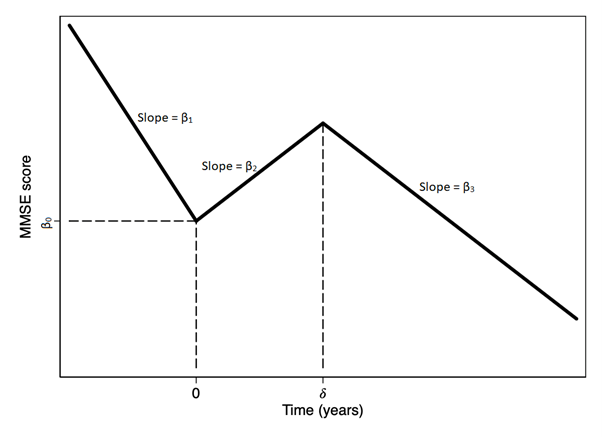 Slope = β₁
Slope = β₂
Slope = β₃
MMSE score
β₀
0
δ
Time (years)